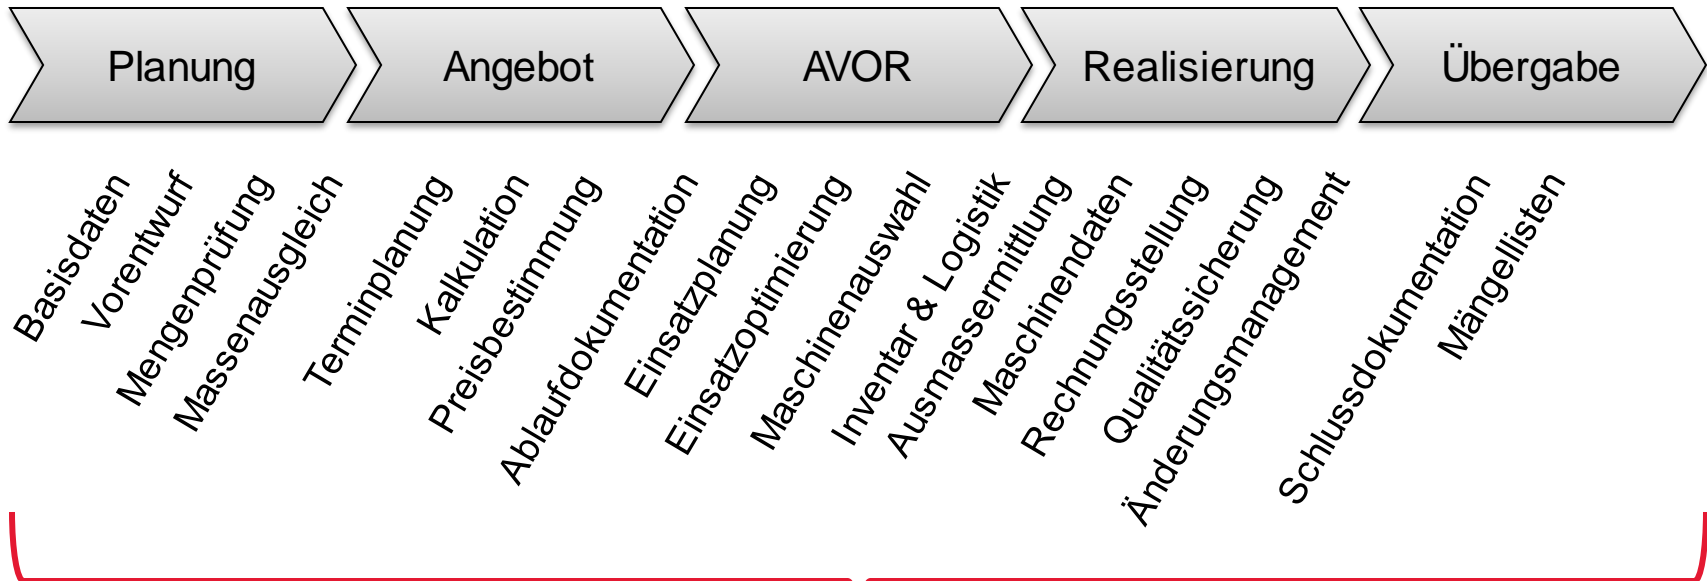 Planung
Angebot
AVOR
Realisierung
Übergabe
Basisdaten
Vorentwurf
Mengenprüfung
Massenausgleich
Terminplanung
Kalkulation
Preisbestimmung
Ablaufdokumentation
Einsatzplanung
Einsatzoptimierung
Maschinenauswahl
Inventar & Logistik
Ausmassermittlung
Maschinendaten
Rechnungsstellung
Qualitätssicherung
Änderungsmanagement
Schlussdokumentation
Mängellisten